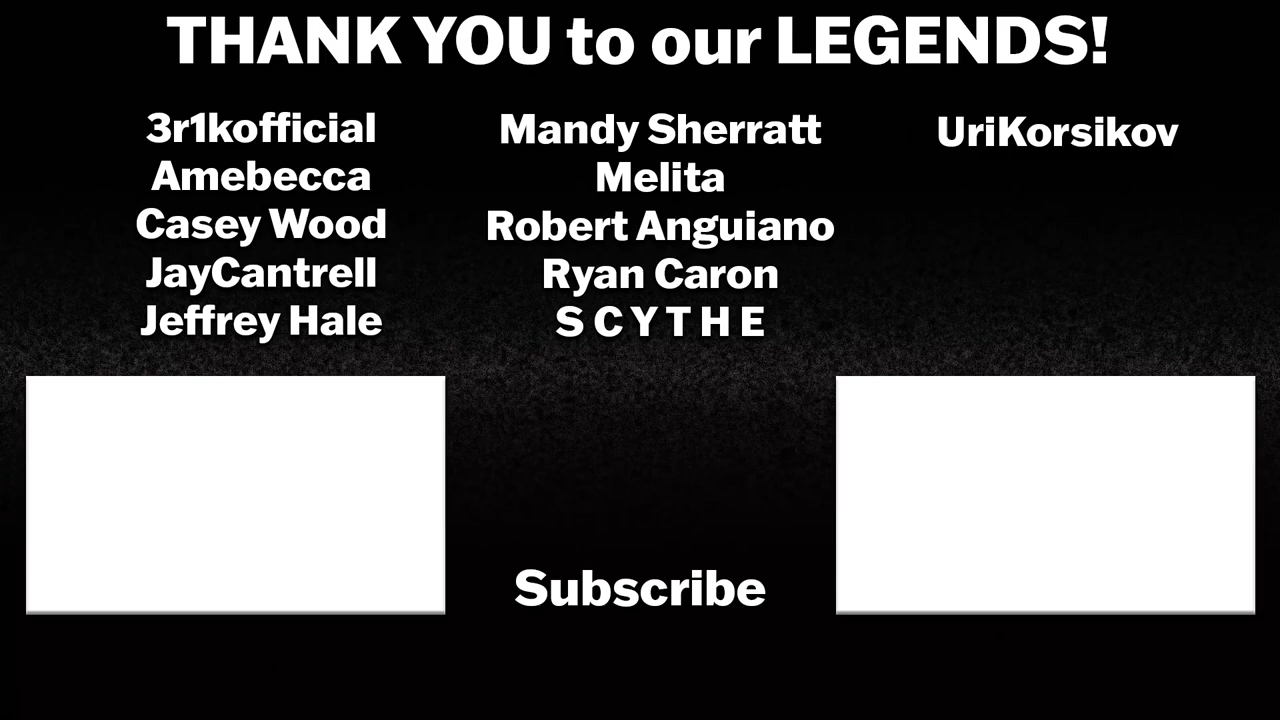 THANK YOU to our LEGENDS!
3r1kofficial
Amebecca
Casey Wood
JayCantrell
Jeffrey Hale
Mandy Sherratt
Melita
Robert Anguiano
Ryan Caron
S C Y T H E
UriKorsikov
Subscribe